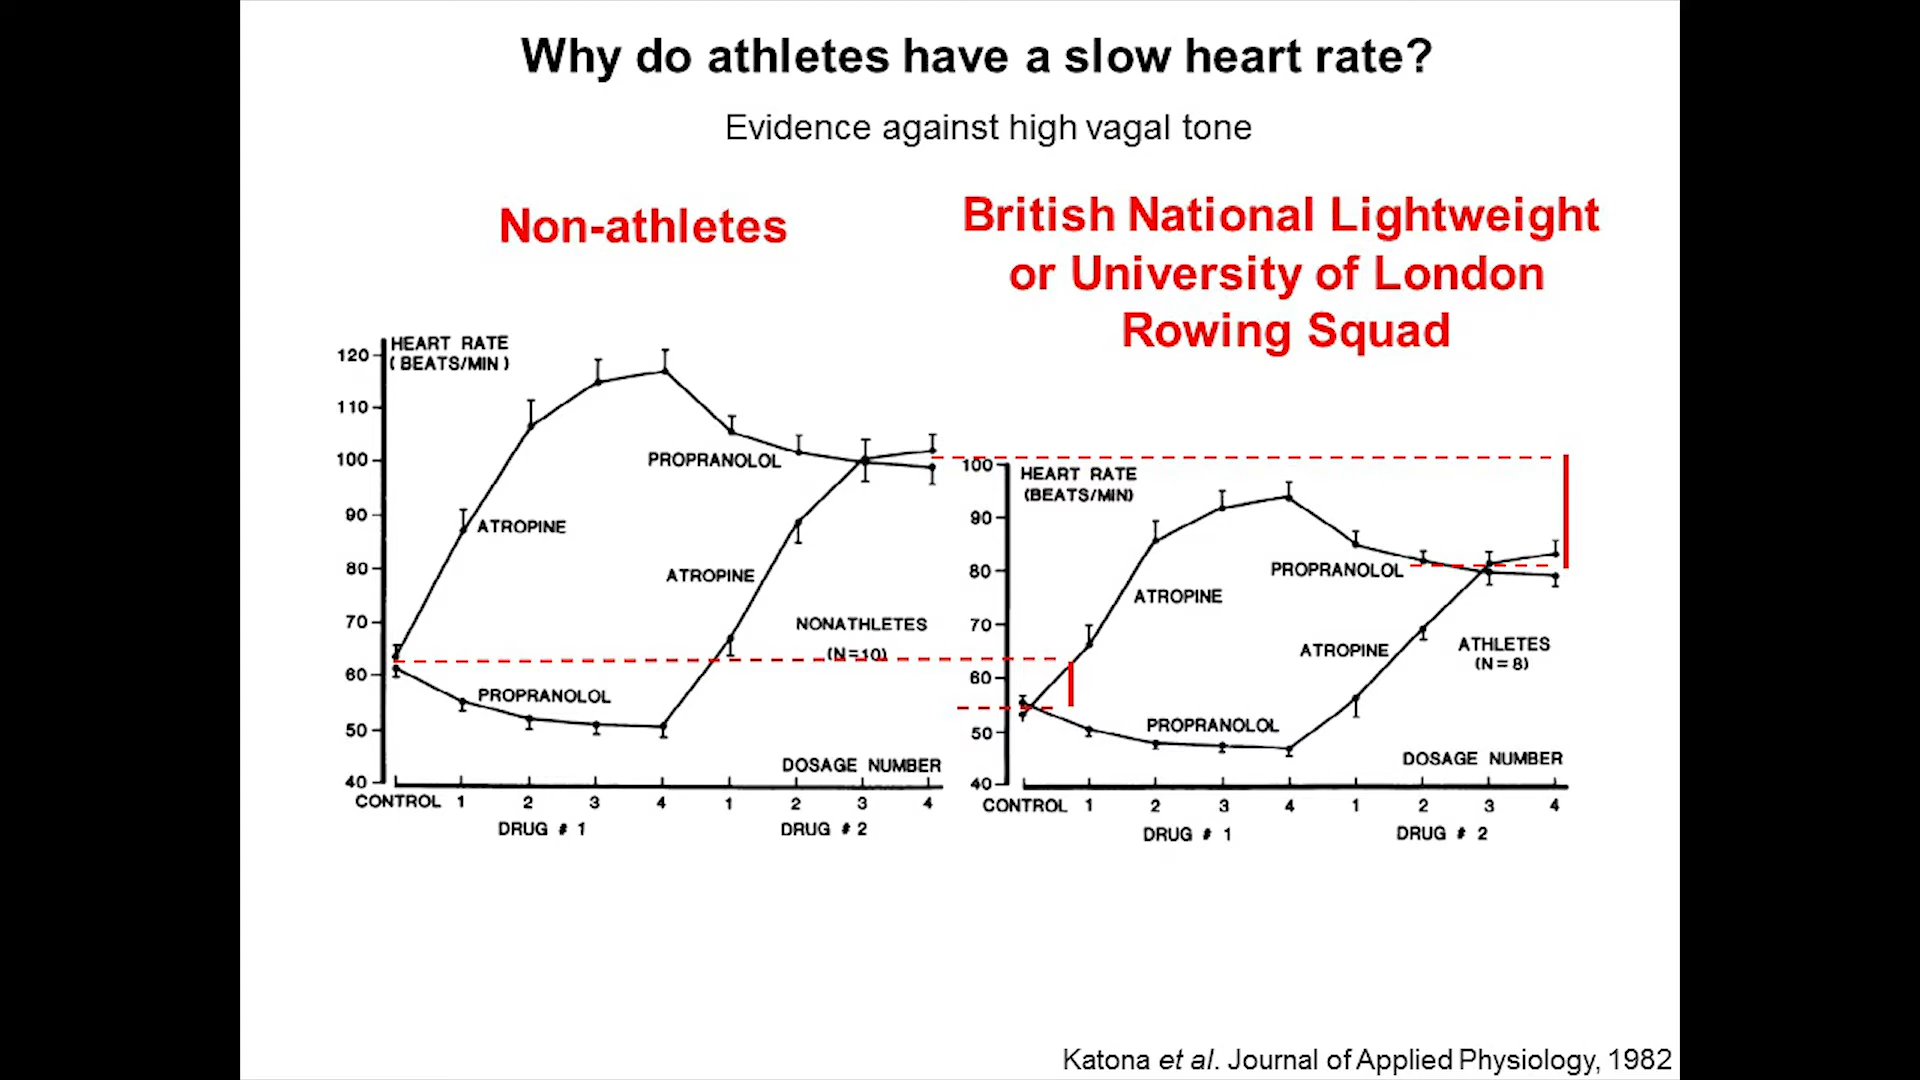 Why do athletes have a slow heart rate?
Evidence against high vagal tone
Non-athletes
British National Lightweight
or University of London
Rowing Squad
HEART RATE
(BEATS/MIN)
120
110
100
90
80
70
60
50
40
PROPRANOLOL
ATROPINE
ATROPINE
NONATHLETES
(N=10)
PROPRANOLOL
DOSAGE NUMBER
CONTROL 1 2 3 4 1 2 3 4
DRUG # 1 DRUG # 2
100
90
80
70
60
50
40
HEART RATE
(BEATS/MIN)
PROPRANOLOL
ATROPINE
ATROPINE
ATHLETES
(N=8)
PROPRANOLOL
DOSAGE NUMBER
CONTROL 1 2 3 4 1 2 3 4
DRUG # 1 DRUG # 2
Katona et al. Journal of Applied Physiology, 1982